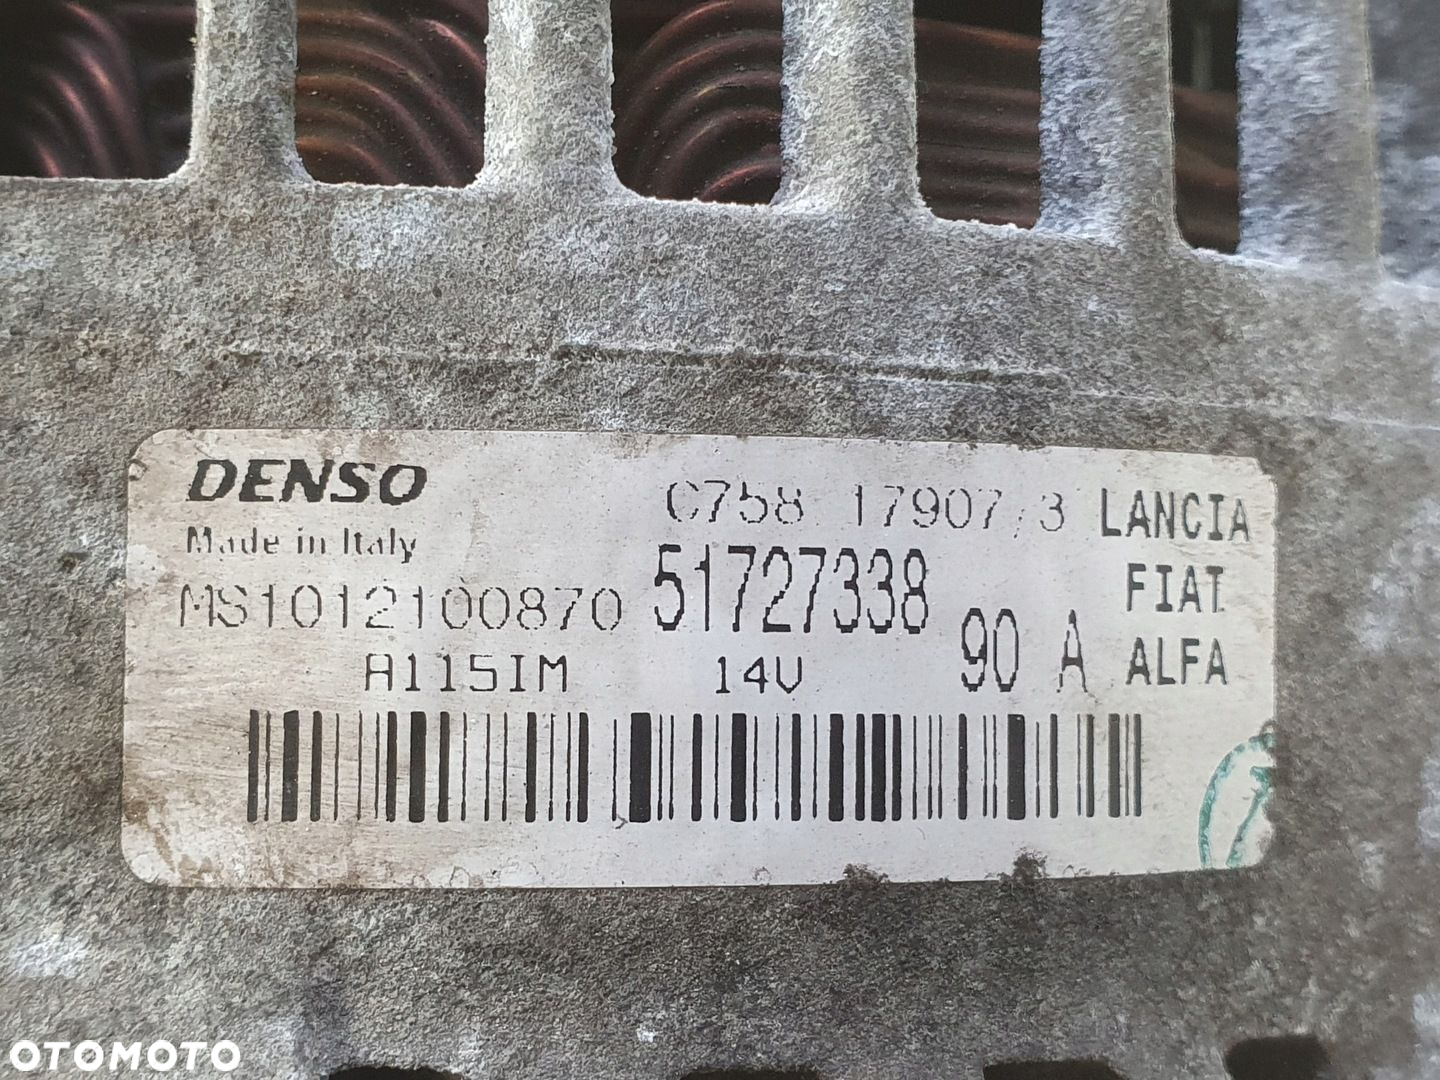 DENSO
Made in Italy
C758 17907/3
LANCIA
MS1012100870
51727338
FIAT
A115IM
14V
90 A
ALFA
OTOMOTO